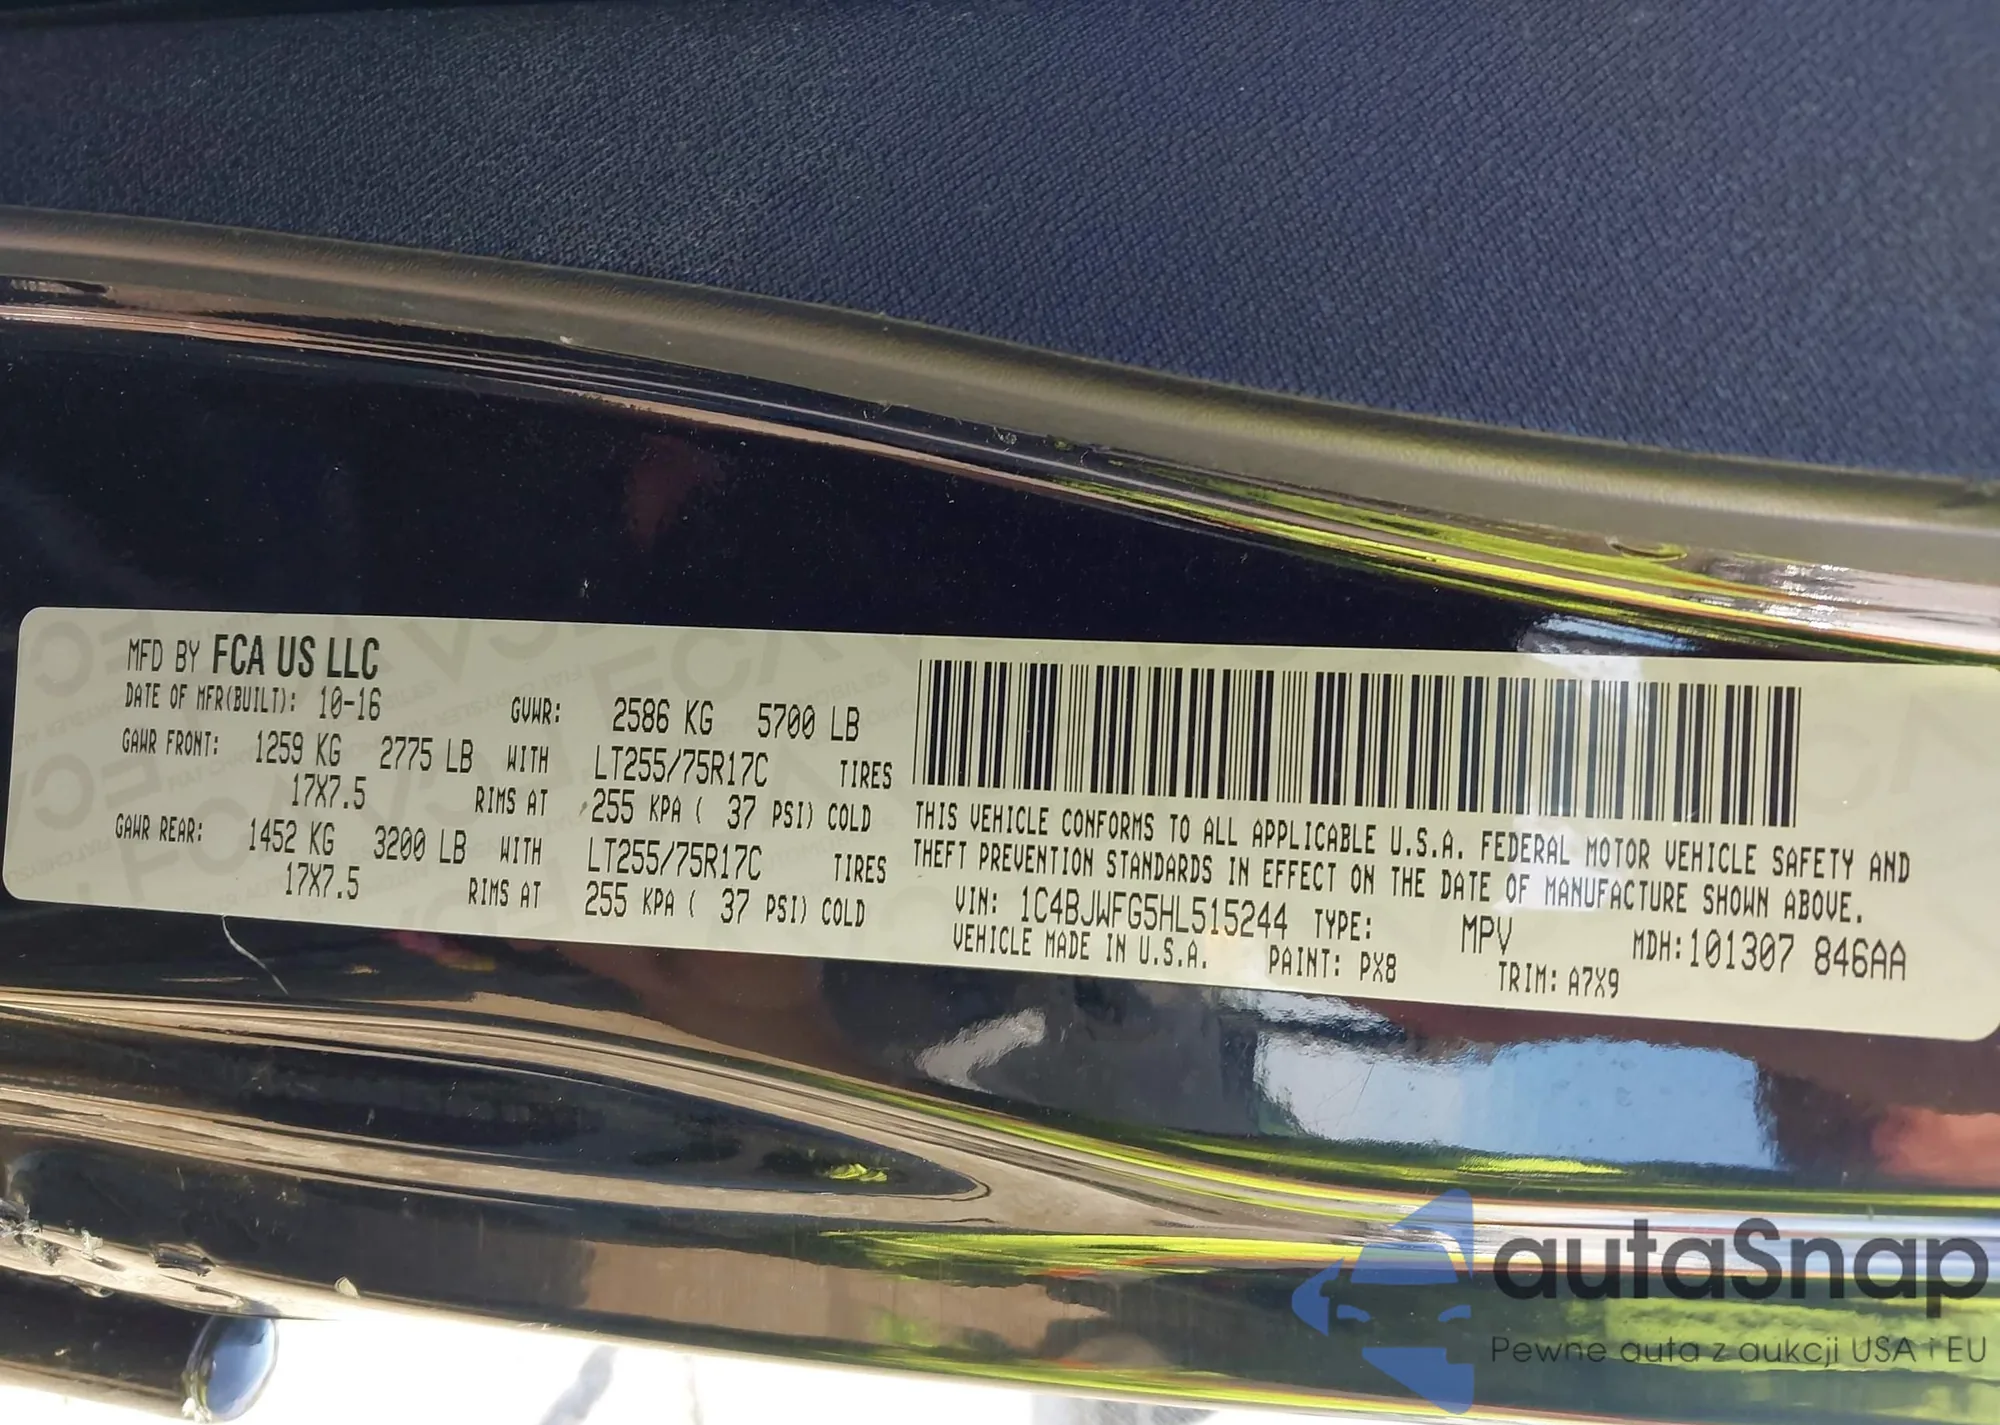 MFD BY FCA US LLC
DATE OF MFR(BUILT): 10-16 GVWR: 2586 KG 5700 LB
GAWR FRONT: 1259 KG 2775 LB WITH LT255/75R17C TIRES
17X7.5 RIMS AT 255 KPA ( 37 PSI) COLD
GAWR REAR: 1452 KG 3200 LB WITH LT255/75R17C TIRES
17X7.5 RIMS AT 255 KPA ( 37 PSI) COLD
THIS VEHICLE CONFORMS TO ALL APPLICABLE U.S.A. FEDERAL MOTOR VEHICLE SAFETY AND
THEFT PREVENTION STANDARDS IN EFFECT ON THE DATE OF MANUFACTURE SHOWN ABOVE.
VIN: 1C4BJWFG5HL515244 TYPE: MPV MDH:101307 846AA
VEHICLE MADE IN U.S.A. PAINT: PX8 TRIM: A7X9
autaSnap
Pewne auta z aukcji USA i EU